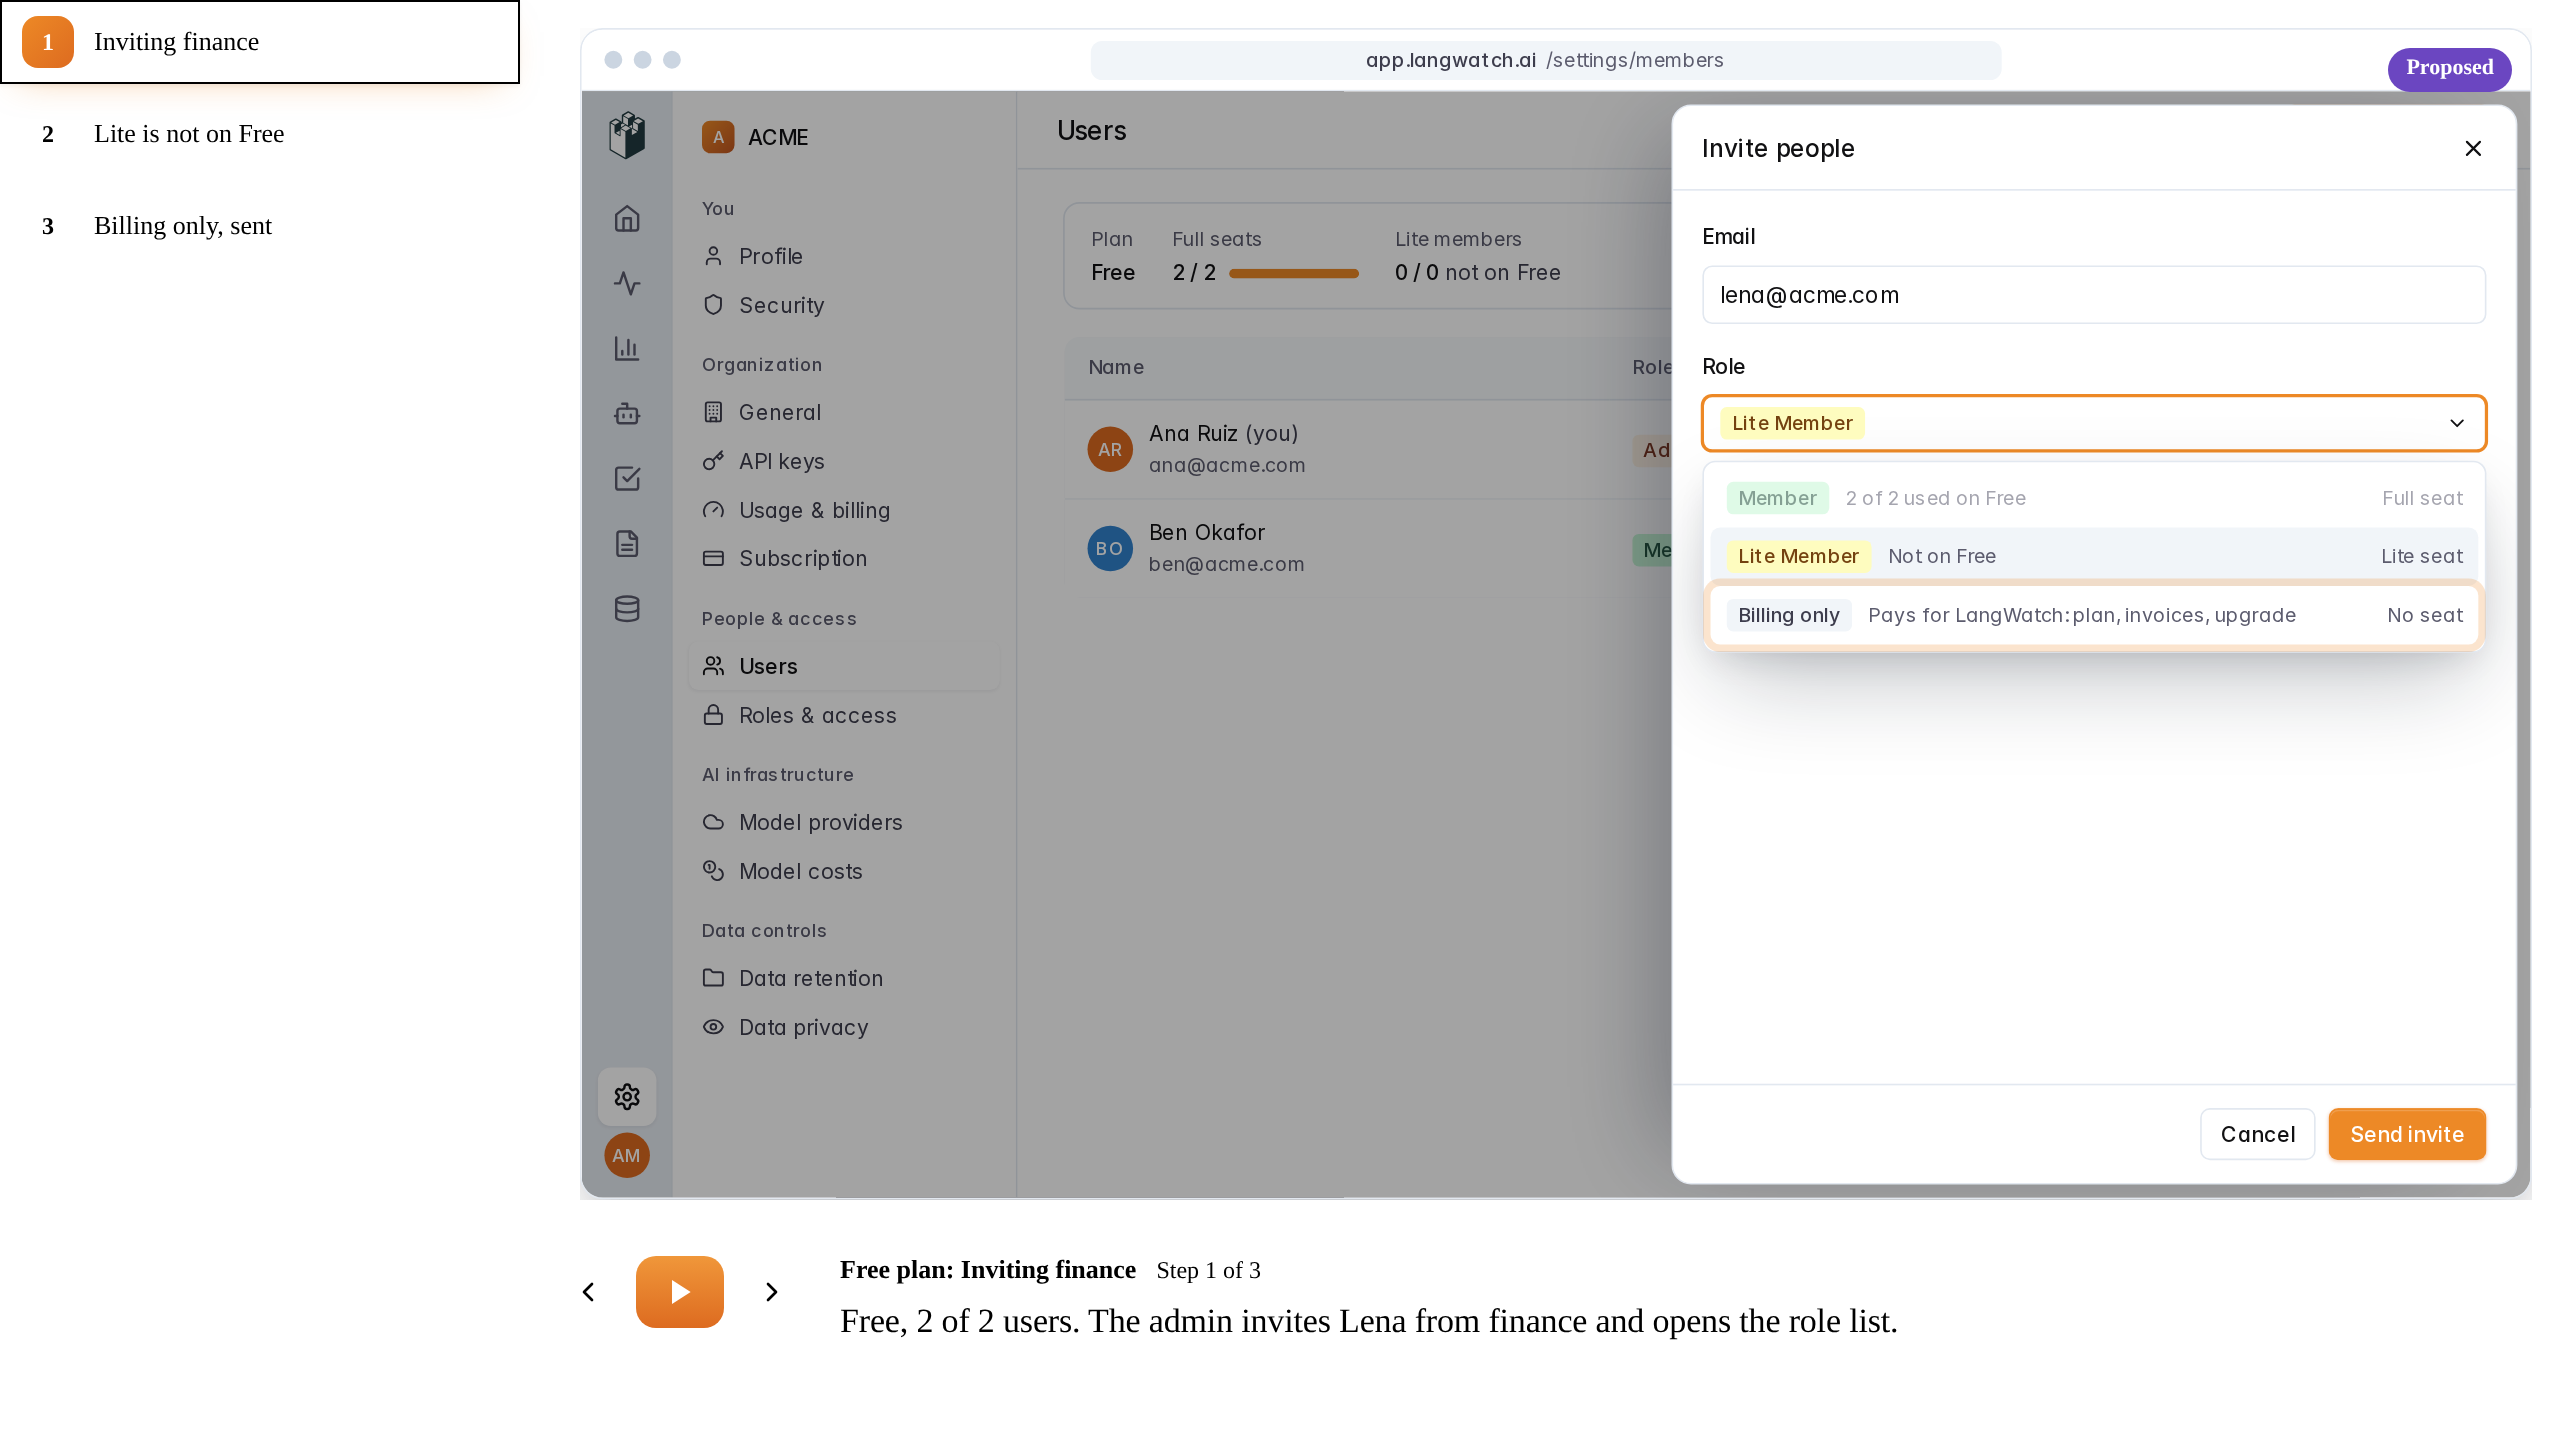 1 Inviting finance
2 Lite is not on Free
3 Billing only, sent
app.langwatch.ai /settings/members
Proposed
A ACME
You
Profile
Security
Organization
General
API keys
Usage & billing
Subscription
People & access
Users
Roles & access
AI infrastructure
Model providers
Model costs
Data controls
Data retention
Data privacy
AM
Users
Plan Full seats Lite members
Free 2 / 2 0 / 0 not on Free
Name Role
AR Ana Ruiz (you) Ad
ana@acme.com
BO Ben Okafor Me
ben@acme.com
Invite people
Email
lena@acme.com
Role
Lite Member
Member 2 of 2 used on Free Full seat
Lite Member Not on Free Lite seat
Billing only Pays for LangWatch: plan, invoices, upgrade No seat
Cancel Send invite
Free plan: Inviting finance Step 1 of 3
Free, 2 of 2 users. The admin invites Lena from finance and opens the role list.